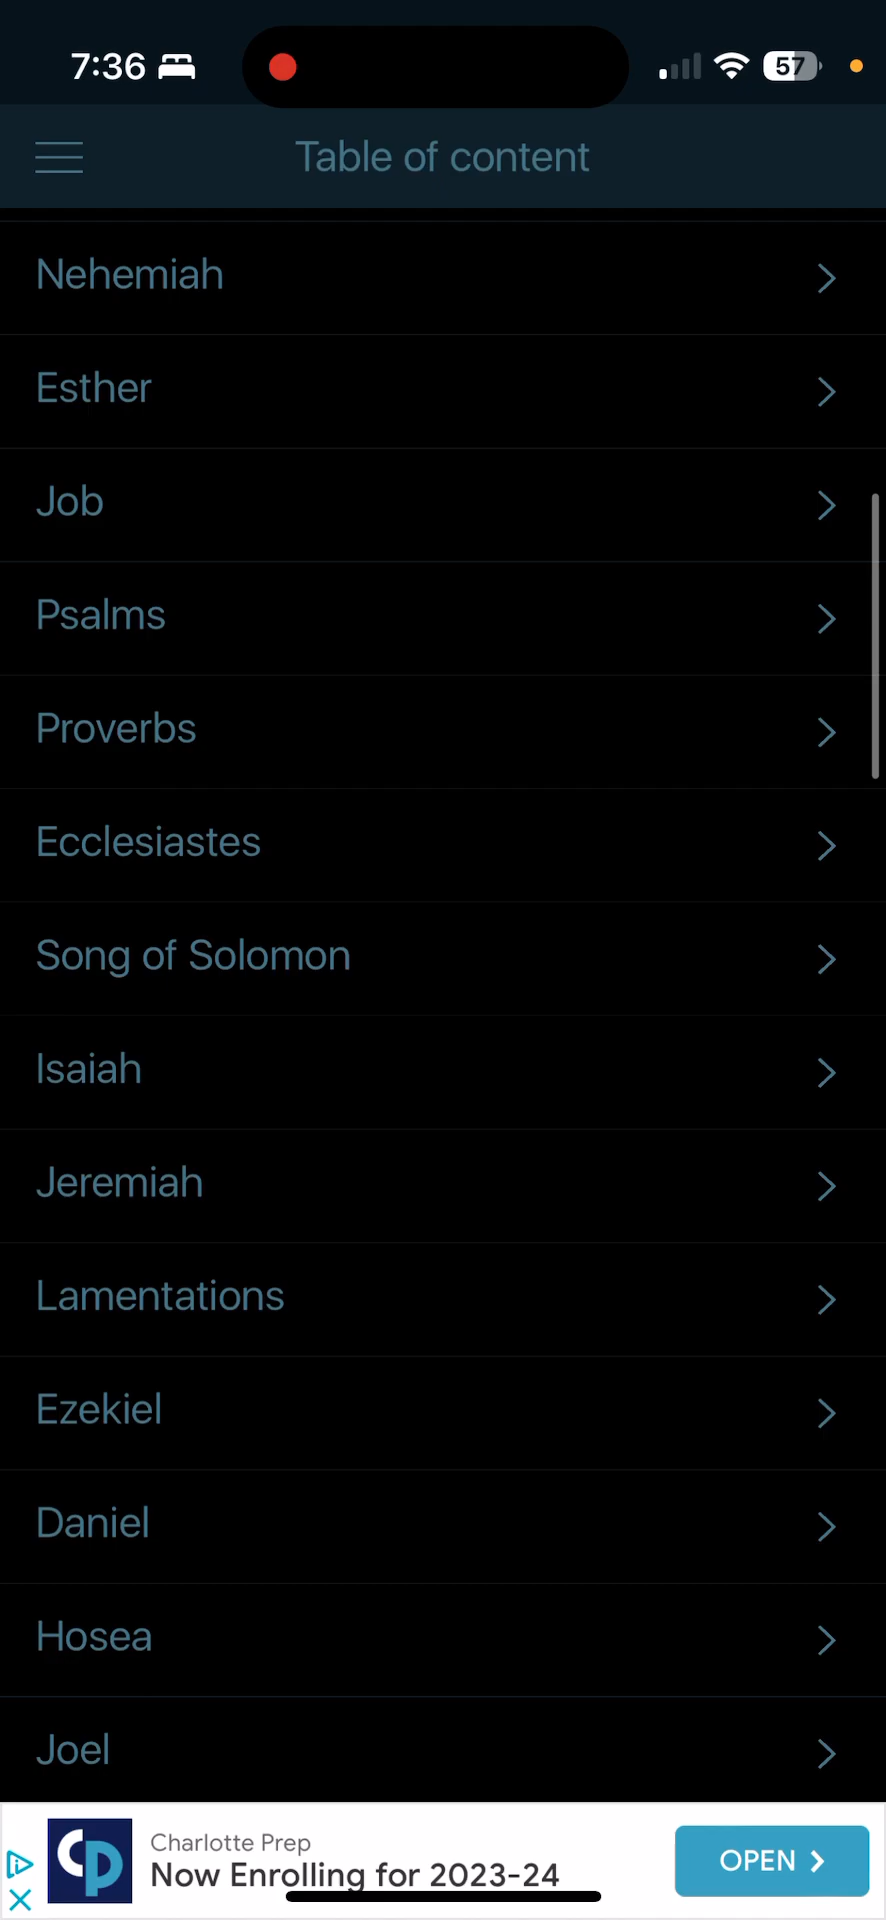 7:36
57
Table of content
Nehemiah
Esther
Job
Psalms
Proverbs
Ecclesiastes
Song of Solomon
Isaiah
Jeremiah
Lamentations
Ezekiel
Daniel
Hosea
Joel
cp
Charlotte Prep
Now Enrolling for 2023-24
OPEN